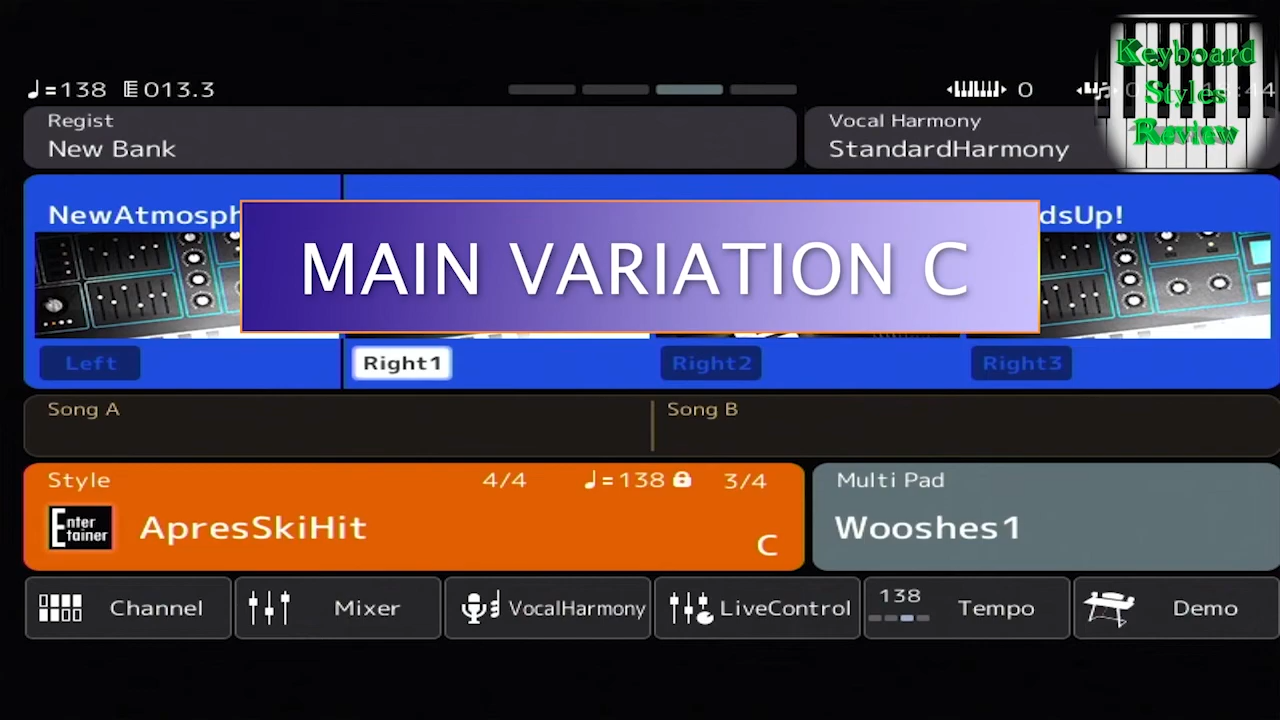 =138 013.3
0
Keyboard
Styles
Review
Regist
New Bank
Vocal Harmony
StandardHarmony
NewAtmosph
dsUp!
MAIN VARIATION C
Left
Right1
Right2
Right3
Song A
Song B
Style
4/4
=138
3/4
Enter
tainer
ApresSkiHit
C
Multi Pad
Wooshes1
Channel
Mixer
VocalHarmony
LiveControl
138
Tempo
Demo